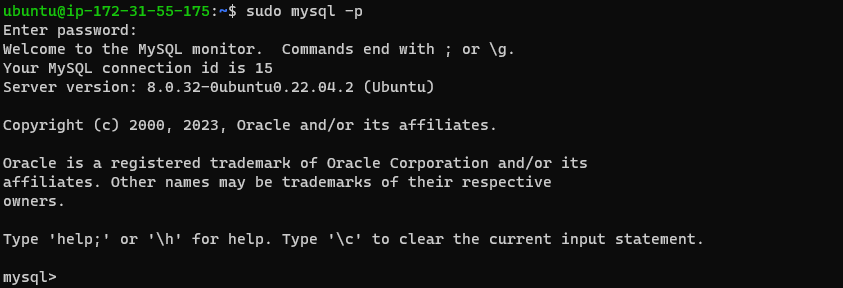 ubuntu@ip-172-31-55-175:~$ sudo mysql -p
Enter password:
Welcome to the MySQL monitor.  Commands end with ; or \g.
Your MySQL connection id is 15
Server version: 8.0.32-0ubuntu0.22.04.2 (Ubuntu)

Copyright (c) 2000, 2023, Oracle and/or its affiliates.

Oracle is a registered trademark of Oracle Corporation and/or its
affiliates. Other names may be trademarks of their respective
owners.

Type 'help;' or '\h' for help. Type '\c' to clear the current input statement.

mysql>